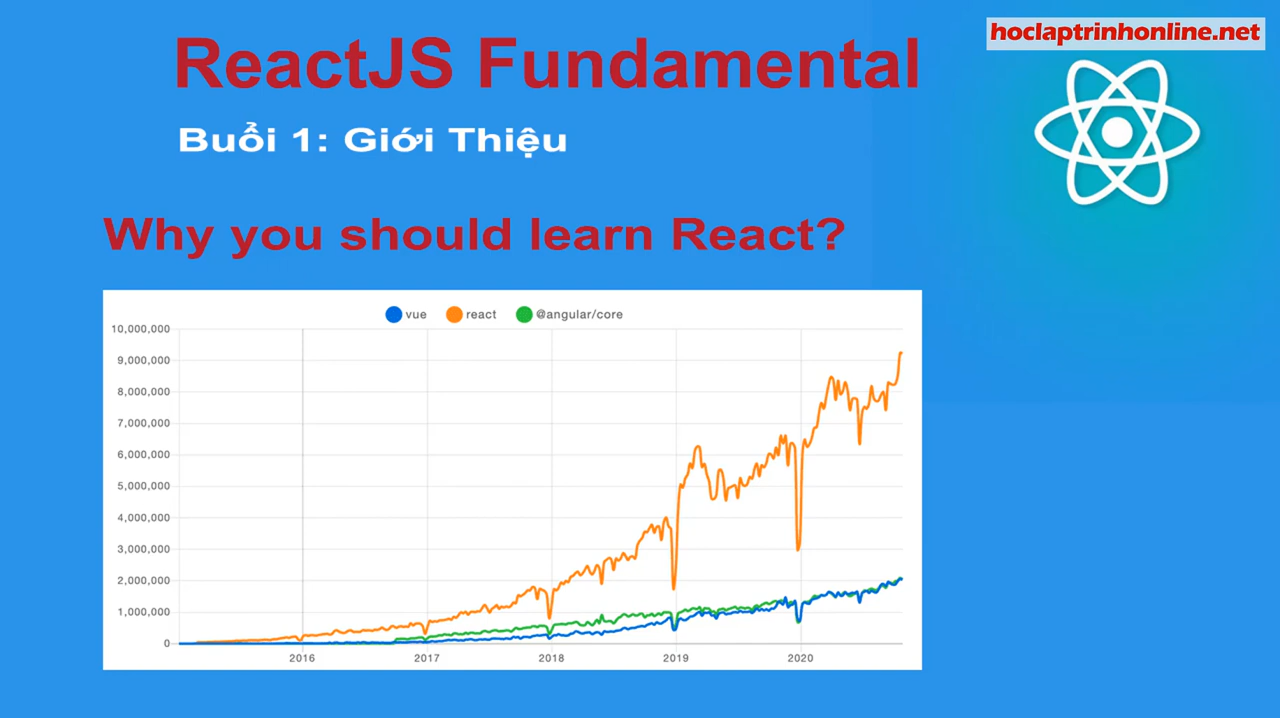 hoclaptrinhonline.net
ReactJS Fundamental
Buổi 1: Giới Thiệu
Why you should learn React?
vue react @angular/core
10,000,000
9,000,000
8,000,000
7,000,000
6,000,000
5,000,000
4,000,000
3,000,000
2,000,000
1,000,000
0
2016 2017 2018 2019 2020